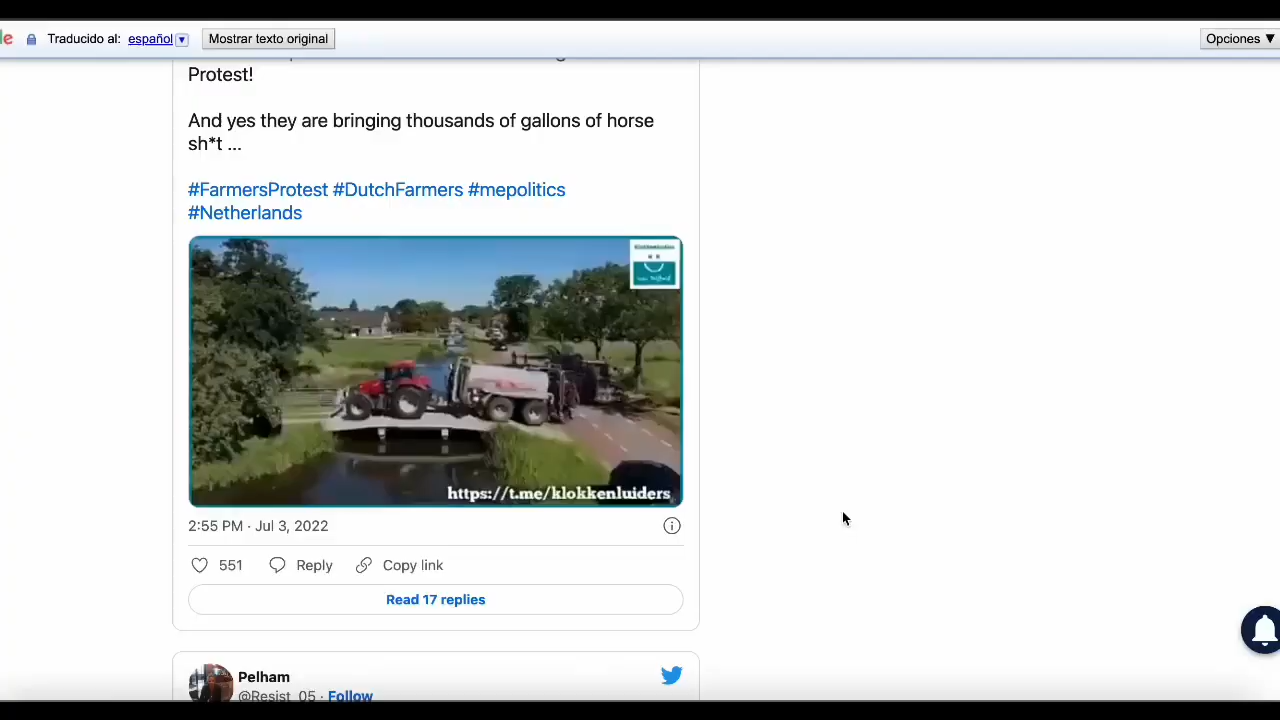 Traducido al: español
Mostrar texto original
Opciones
Protest!
And yes they are bringing thousands of gallons of horse
sh*t ...
#FarmersProtest #DutchFarmers #mepolitics
#Netherlands
https://t.me/klokkenluiders
2:55 PM · Jul 3, 2022
551
Reply
Copy link
Read 17 replies
Pelham
@Resist_05 · Follow